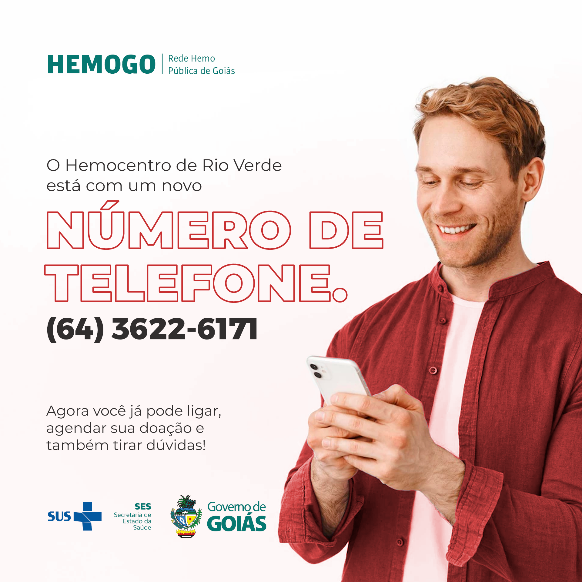 HEMOGO
Rede Hemo
Pública de Goiás
O Hemocentro de Rio Verde
está com um novo
NÚMERO DE
TELEFONE.
(64) 3622-6171
Agora você já pode ligar,
agendar sua doação e
também tirar dúvidas!
SUS
SES
Secretaria de
Estado da
Saúde
Governo de
GOIÁS